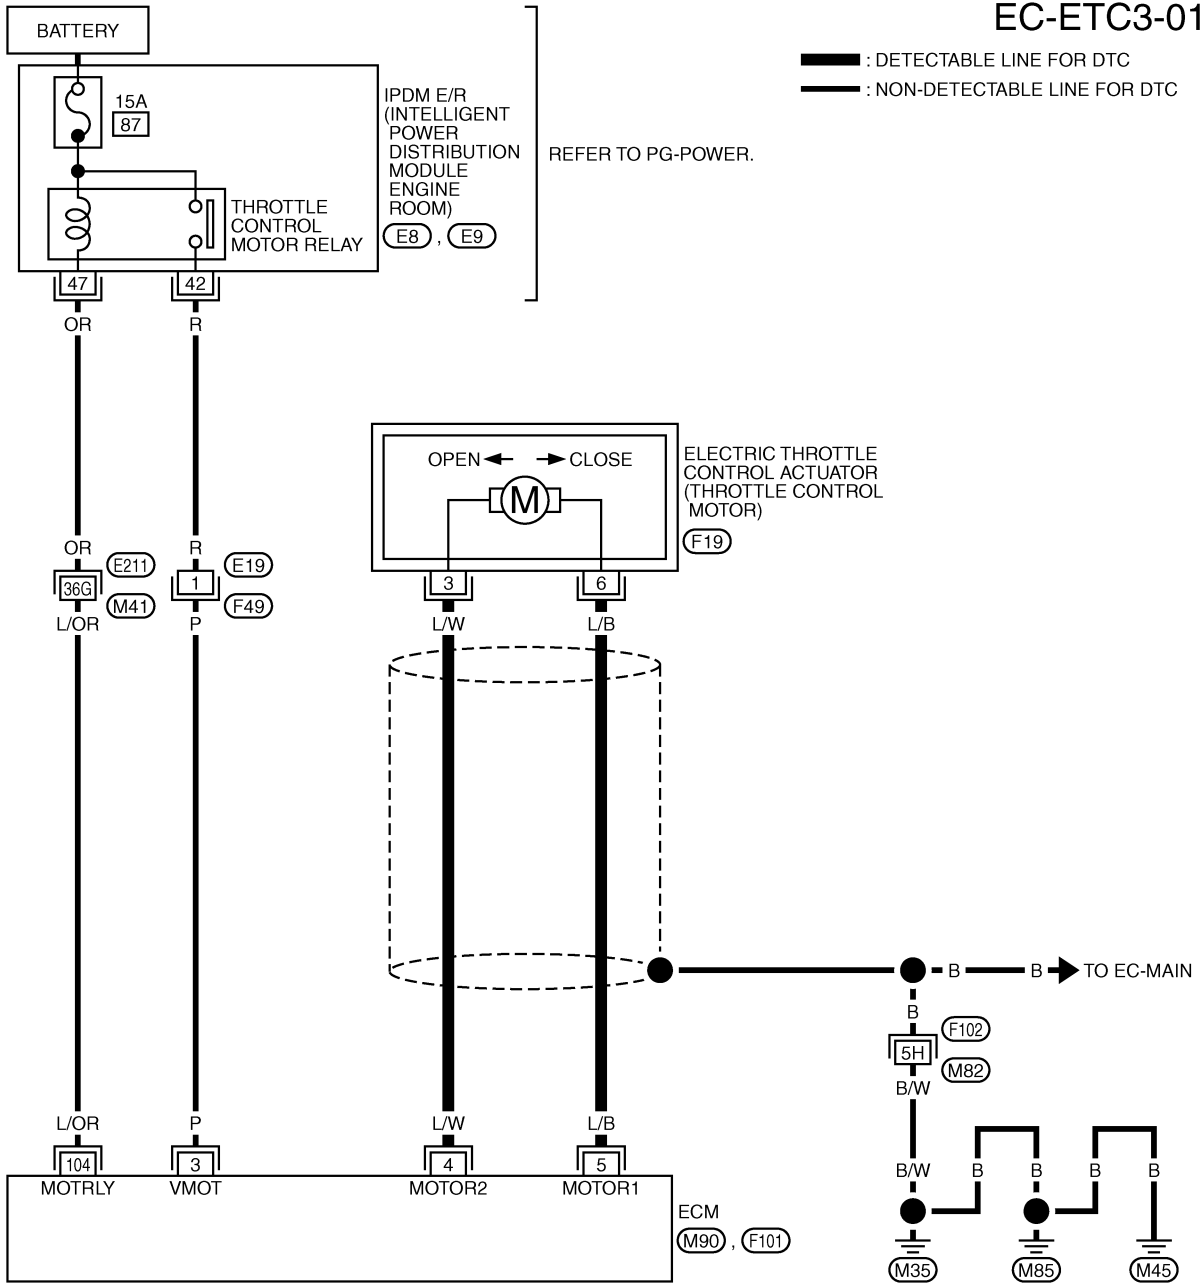 EC-ETC3-01
BATTERY
: DETECTABLE LINE FOR DTC
: NON-DETECTABLE LINE FOR DTC
15A
87
IPDM E/R
(INTELLIGENT
POWER
DISTRIBUTION
MODULE
ENGINE
ROOM)
E8 , E9
REFER TO PG-POWER.
THROTTLE
CONTROL
MOTOR RELAY
47 42
OR R
OPEN CLOSE
M
ELECTRIC THROTTLE
CONTROL ACTUATOR
(THROTTLE CONTROL
MOTOR)
F19
OR R
E211 E19
36G 1 3 6
M41 F49
L/OR P L/W L/B
B B TO EC-MAIN
B
F102
5H
M82
B/W
L/OR P L/W L/B
104 3 4 5
MOTRLY VMOT MOTOR2 MOTOR1
B/W B B B B
ECM
M90 , F101
M35 M85 M45